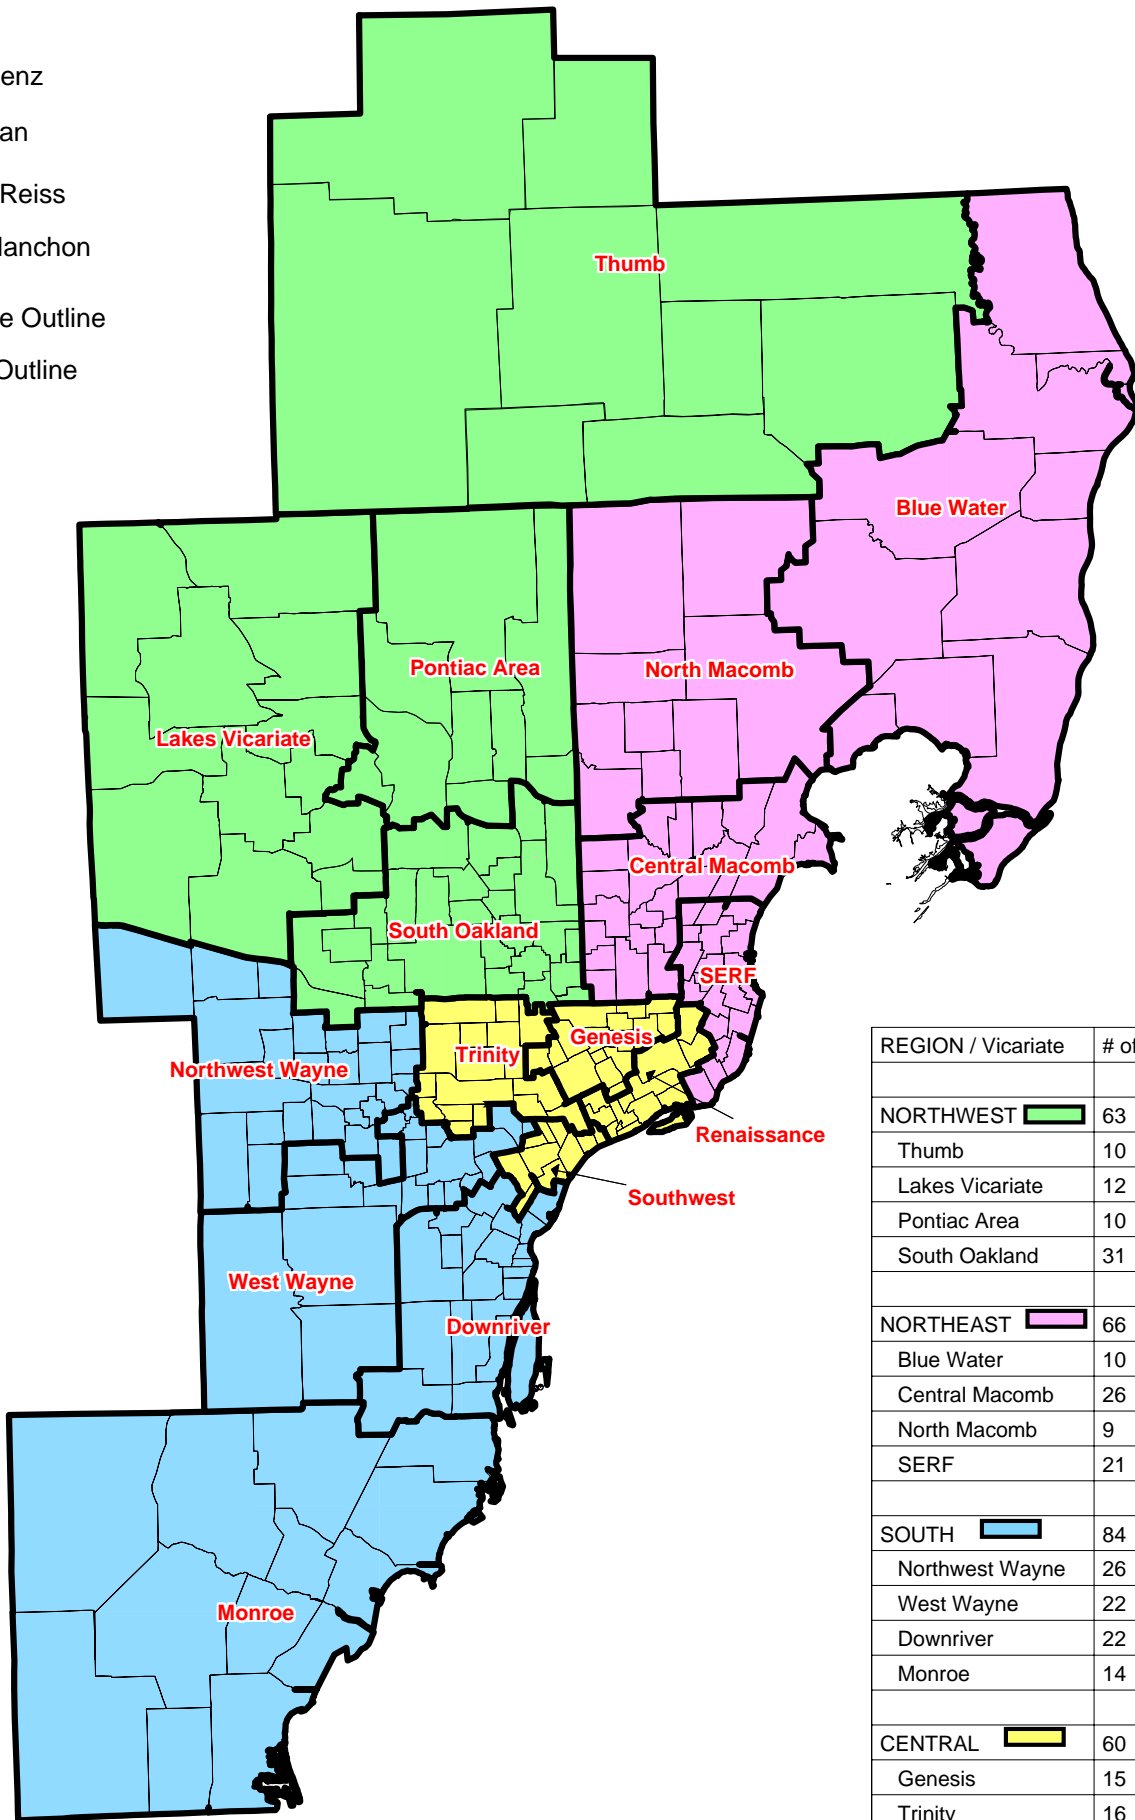 enz
an
Reiss
lanchon
e Outline
Outline
Thumb
Blue Water
Pontiac Area
North Macomb
Lakes Vicariate
Central Macomb
South Oakland
SERF
Genesis
Trinity
Northwest Wayne
Renaissance
Southwest
West Wayne
Downriver
Monroe
REGION / Vicariate # of
NORTHWEST 63
Thumb 10
Lakes Vicariate 12
Pontiac Area 10
South Oakland 31
NORTHEAST 66
Blue Water 10
Central Macomb 26
North Macomb 9
SERF 21
SOUTH 84
Northwest Wayne 26
West Wayne 22
Downriver 22
Monroe 14
CENTRAL 60
Genesis 15
Trinity 16